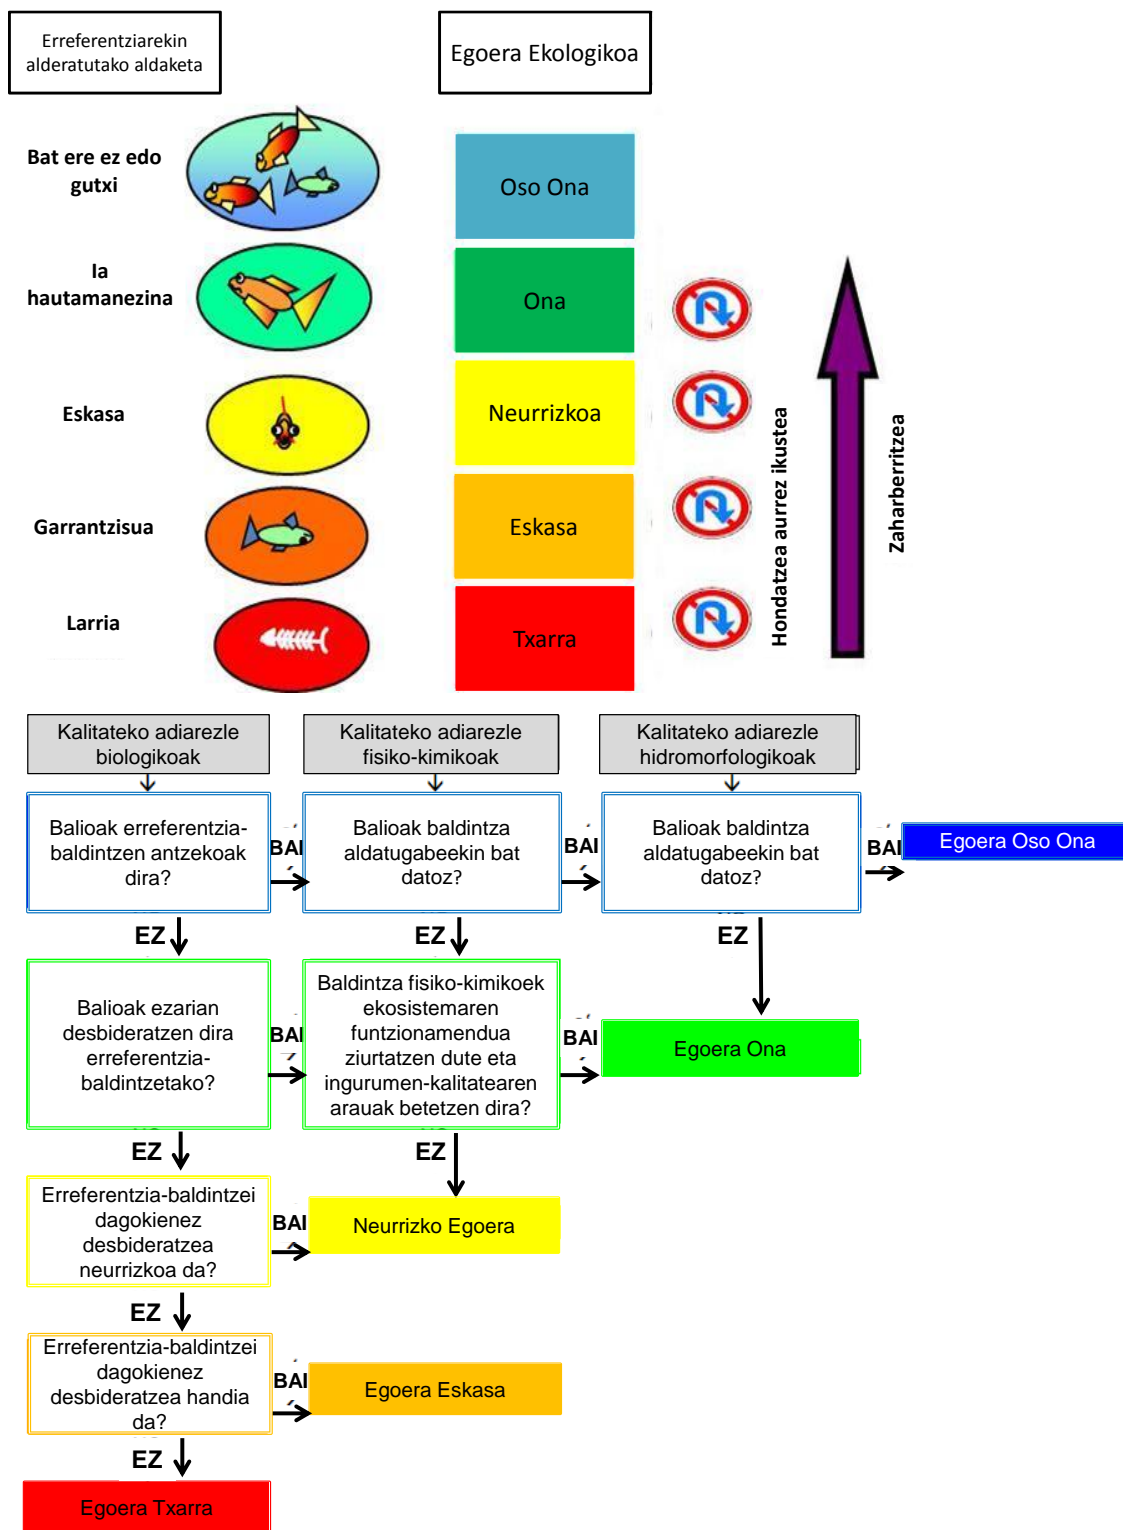 Erreferentziarekin
alderatutako aldaketa
Egoera Ekologikoa
Bat ere ez edo
gutxi
Oso Ona
Ia
hautamanezina
Ona
Eskasa
Neurrizkoa
Garrantzisua
Eskasa
Larria
Txarra
Hondatzea aurrez ikustea
Zaharberritzea
Kalitateko adiarezle
biologikoak
Kalitateko adiarezle
fisiko-kimikoak
Kalitateko adiarezle
hidromorfologikoak
Balioak erreferentzia-
baldintzen antzekoak
dira?
BAI
Balioak baldintza
aldatugabeekin bat
datoz?
BAI
Balioak baldintza
aldatugabeekin bat
datoz?
BAI
Egoera Oso Ona
EZ
EZ
EZ
Balioak ezarian
desbideratzen dira
erreferentzia-
baldintzetako?
BAI
Baldintza fisiko-kimikoek
ekosistemaren
funtzionamendua
ziurtatzen dute eta
ingurumen-kalitatearen
arauak betetzen dira?
BAI
Egoera Ona
EZ
EZ
Erreferentzia-baldintzei
dagokienez
desbideratzea
neurrizkoa da?
BAI
Neurrizko Egoera
EZ
Erreferentzia-baldintzei
dagokienez
desbideratzea handia
da?
BAI
Egoera Eskasa
EZ
Egoera Txarra